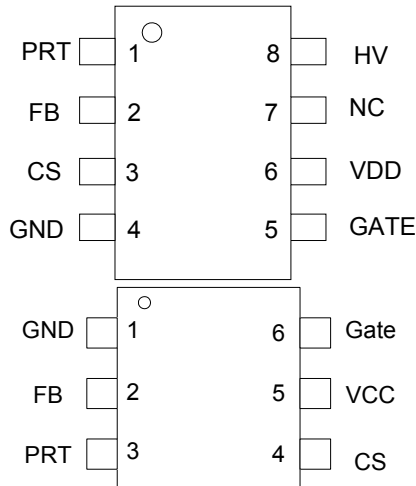 PRT 1 8 HV
FB 2 7 NC
CS 3 6 VDD
GND 4 5 GATE
GND 1 6 Gate
FB 2 5 VCC
PRT 3 4 CS